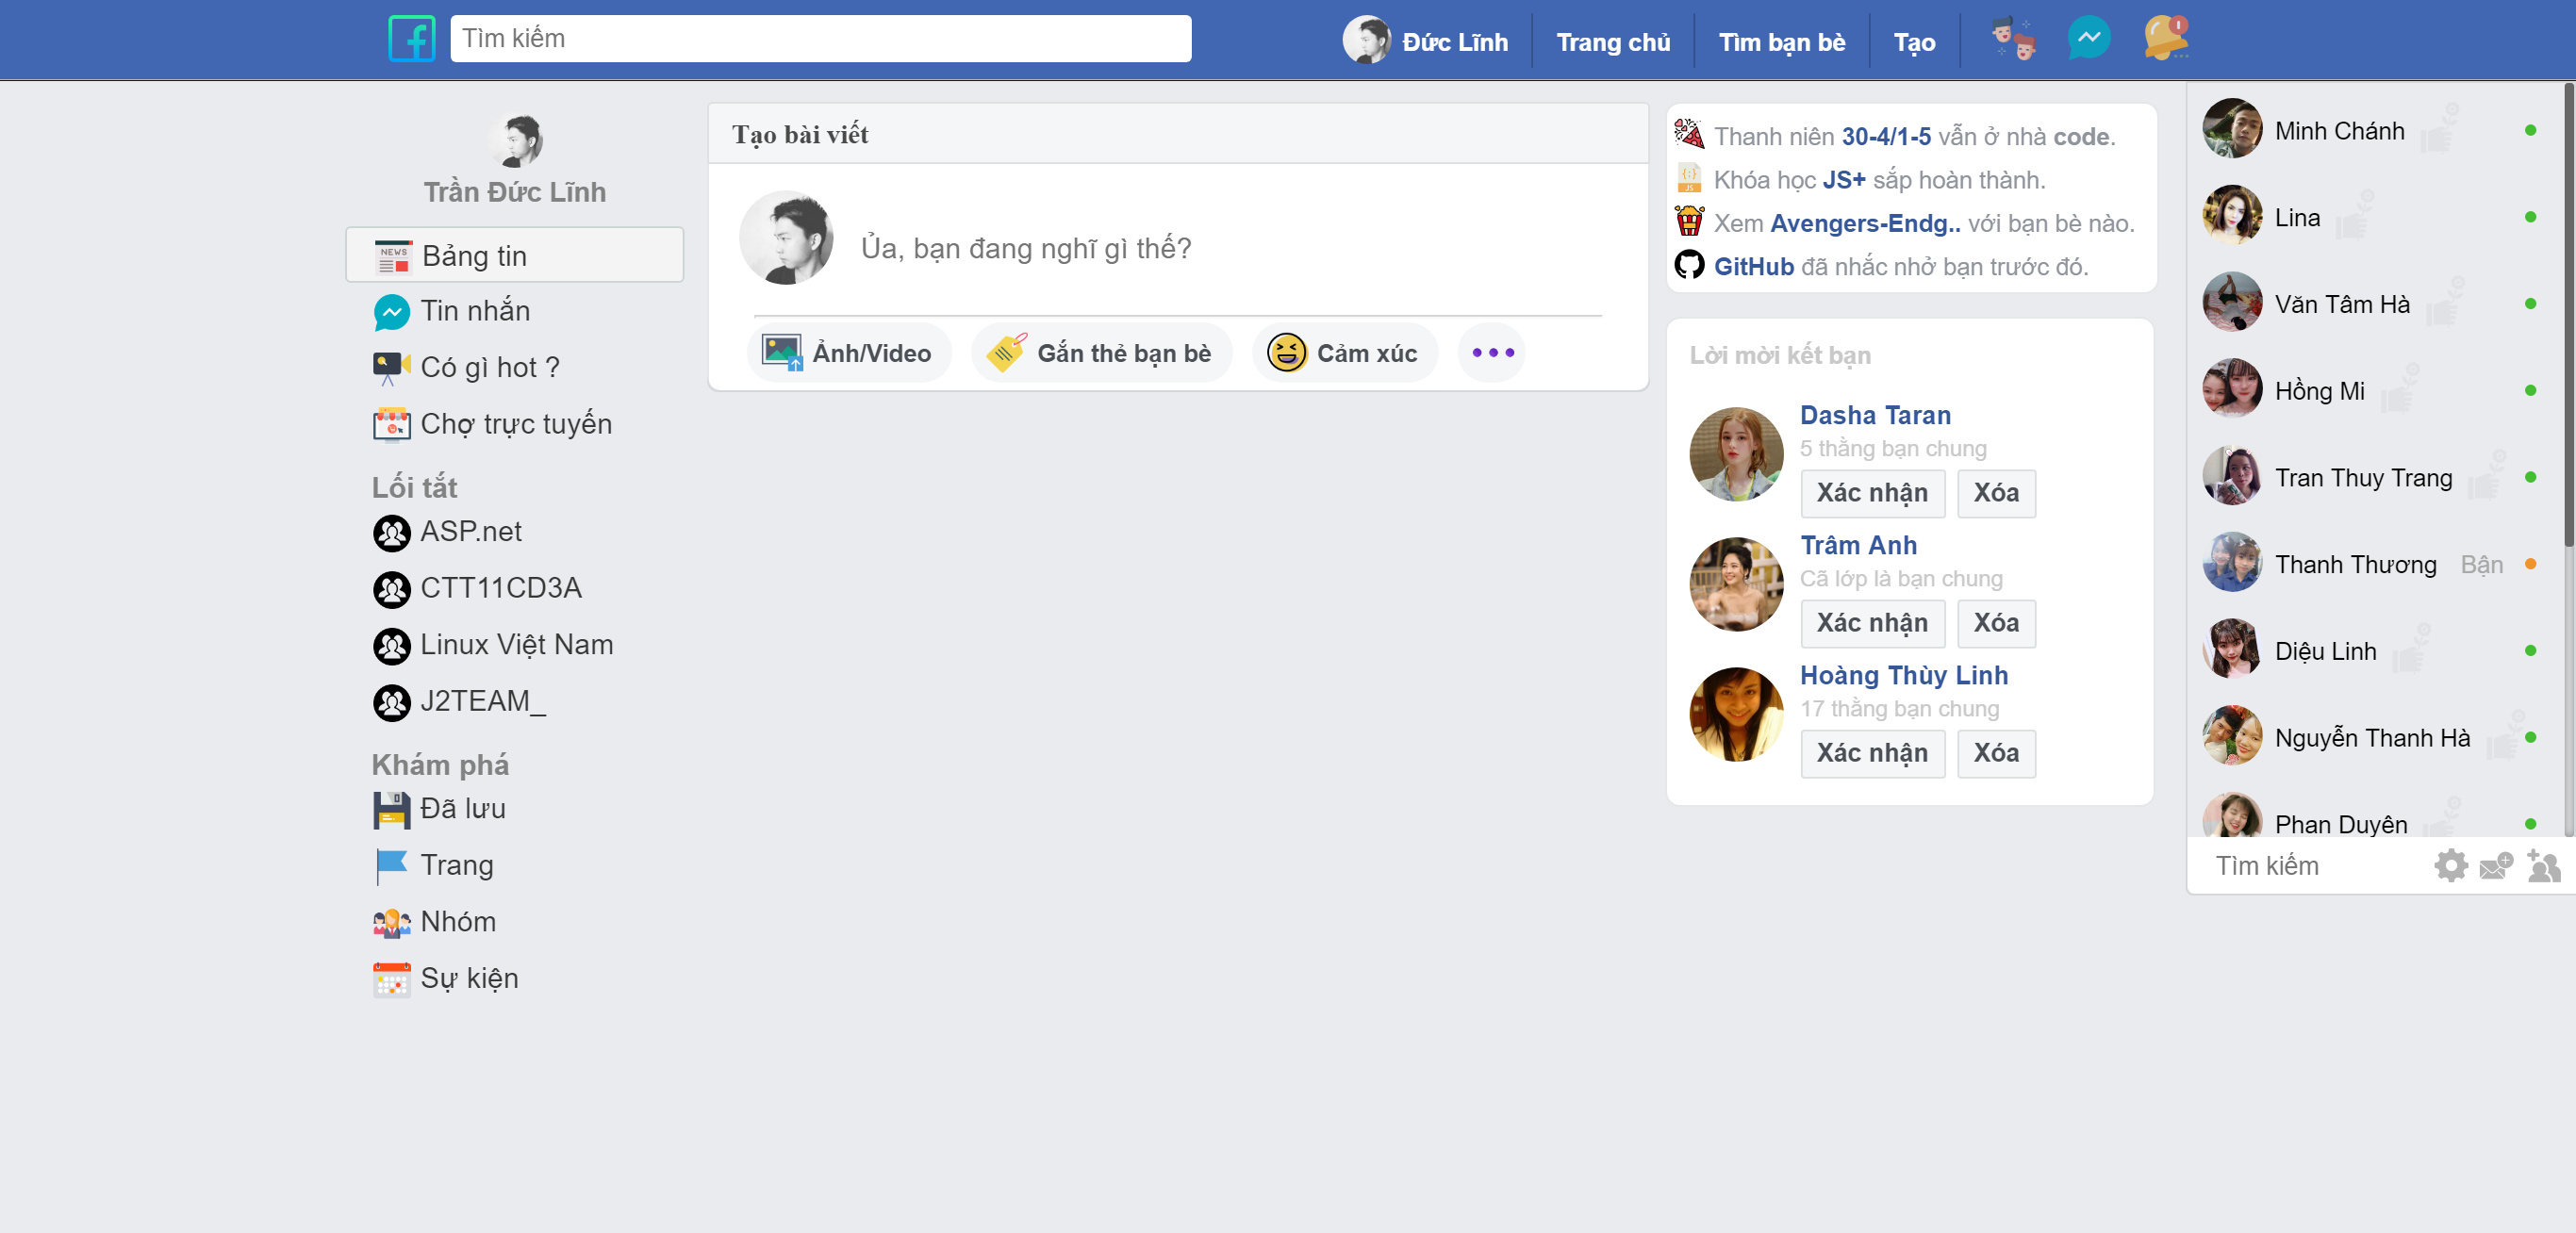 Tìm kiếm
Đức Lĩnh
Trang chủ
Tìm bạn bè
Tạo
Trần Đức Lĩnh
NEWS
Bảng tin
Tin nhắn
Có gì hot ?
Chợ trực tuyến
Lối tắt
ASP.net
CTT11CD3A
Linux Việt Nam
J2TEAM_
Khám phá
Đã lưu
Trang
Nhóm
Sự kiện
Tạo bài viết
Ủa, bạn đang nghĩ gì thế?
Ảnh/Video
Gắn thẻ bạn bè
Cảm xúc
Thanh niên 30-4/1-5 vẫn ở nhà code.
JS
Khóa học JS+ sắp hoàn thành.
Xem Avengers-Endg.. với bạn bè nào.
GitHub đã nhắc nhở bạn trước đó.
Lời mời kết bạn
Dasha Taran
5 thằng bạn chung
Xác nhận
Xóa
Trâm Anh
Cã lớp là bạn chung
Xác nhận
Xóa
Hoàng Thùy Linh
17 thằng bạn chung
Xác nhận
Xóa
Minh Chánh
Lina
Văn Tâm Hà
Hồng Mi
Tran Thuy Trang
Thanh Thương
Bận
Diệu Linh
Nguyễn Thanh Hà
Phan Duyên
Tìm kiếm